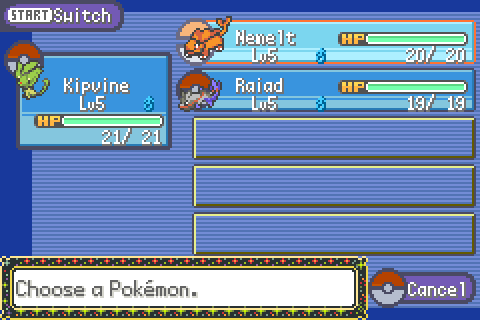 START Switch
Nemelt
HP
Lv5
20/ 20
Kipvine
Lv5
HP
21/ 21
Raiad
HP
Lv5
19/ 19
Choose a Pokémon.
Cancel